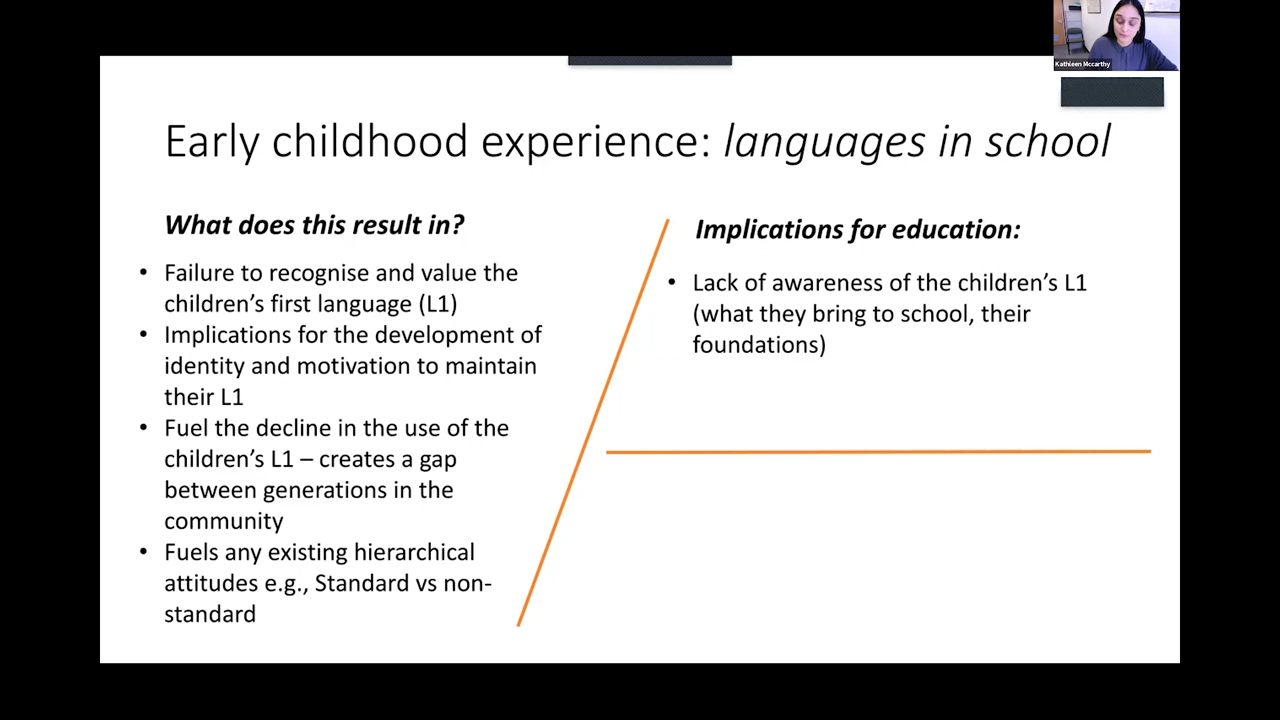 Kathleen Mccarthy
Early childhood experience: languages in school
What does this result in?
• Failure to recognise and value the
children’s first language (L1)
• Implications for the development of
identity and motivation to maintain
their L1
• Fuel the decline in the use of the
children’s L1 – creates a gap
between generations in the
community
• Fuels any existing hierarchical
attitudes e.g., Standard vs non-
standard
Implications for education:
• Lack of awareness of the children’s L1
(what they bring to school, their
foundations)